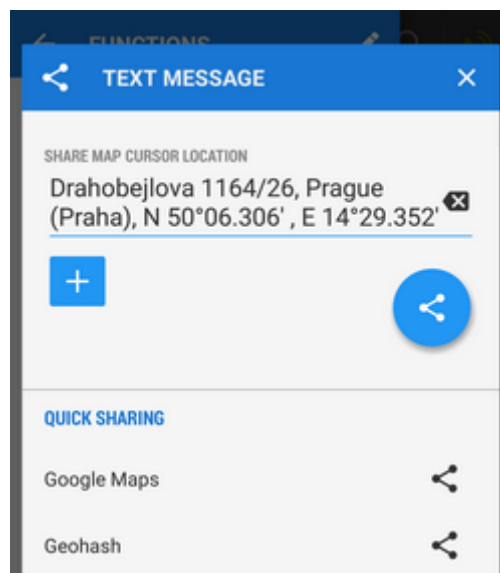 FUNCTIONS
TEXT MESSAGE
SHARE MAP CURSOR LOCATION
Drahobejlova 1164/26, Prague
(Praha), N 50°06.306' , E 14°29.352'
QUICK SHARING
Google Maps
Geohash